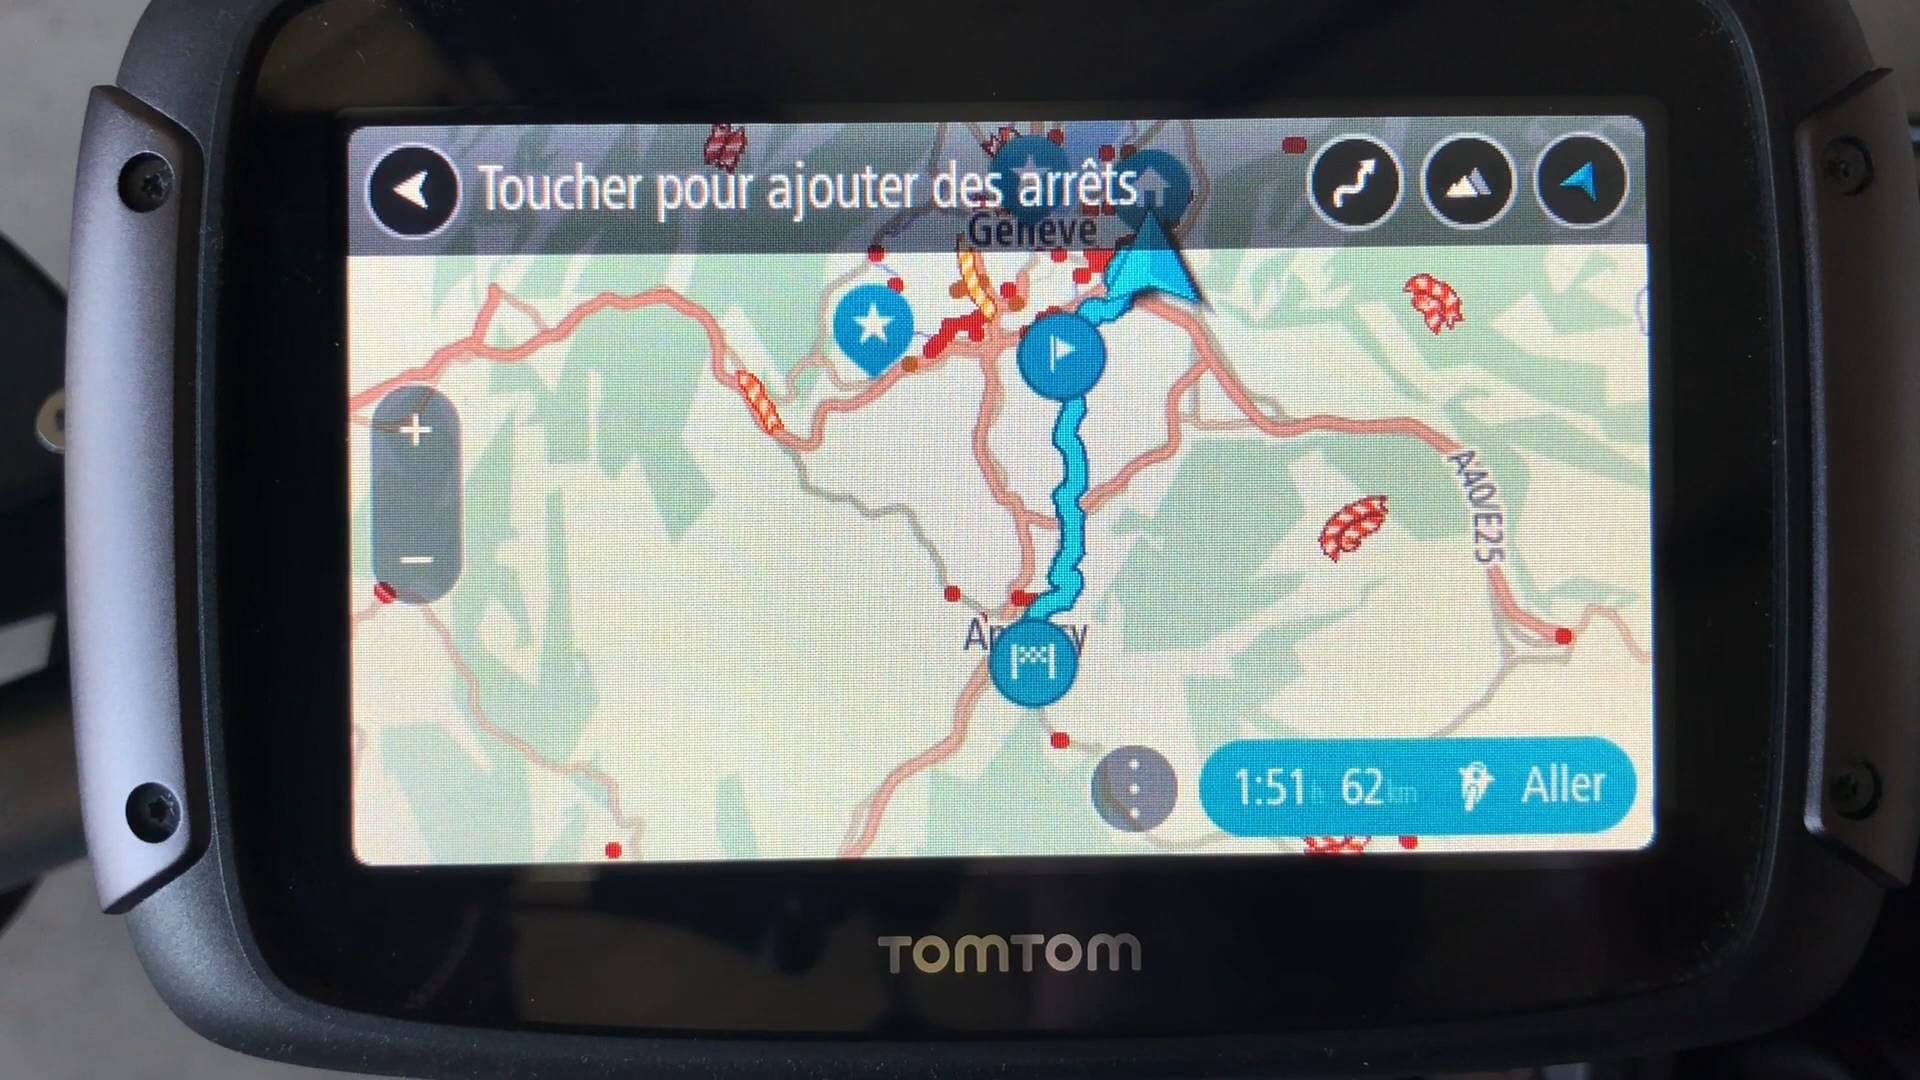 Toucher pour ajouter des arrêts
Genève
A40/E25
1:51 h 62 km Aller
TOMTOM